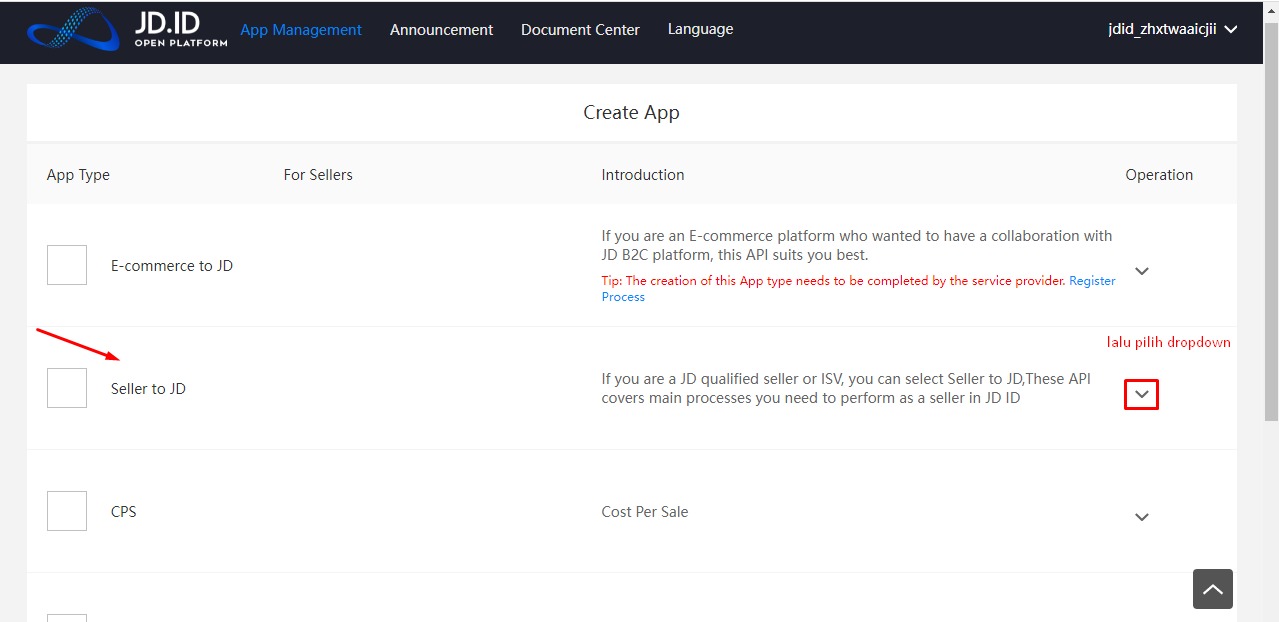 JD.ID
OPEN PLATFORM
App Management
Announcement
Document Center
Language
jdid_zhxtwaaicjii
Create App
App Type
For Sellers
Introduction
Operation
E-commerce to JD
If you are an E-commerce platform who wanted to have a collaboration with
JD B2C platform, this API suits you best.
Tip: The creation of this App type needs to be completed by the service provider. Register
Process
lalu pilih dropdown
Seller to JD
If you are a JD qualified seller or ISV, you can select Seller to JD,These API
covers main processes you need to perform as a seller in JD ID
CPS
Cost Per Sale